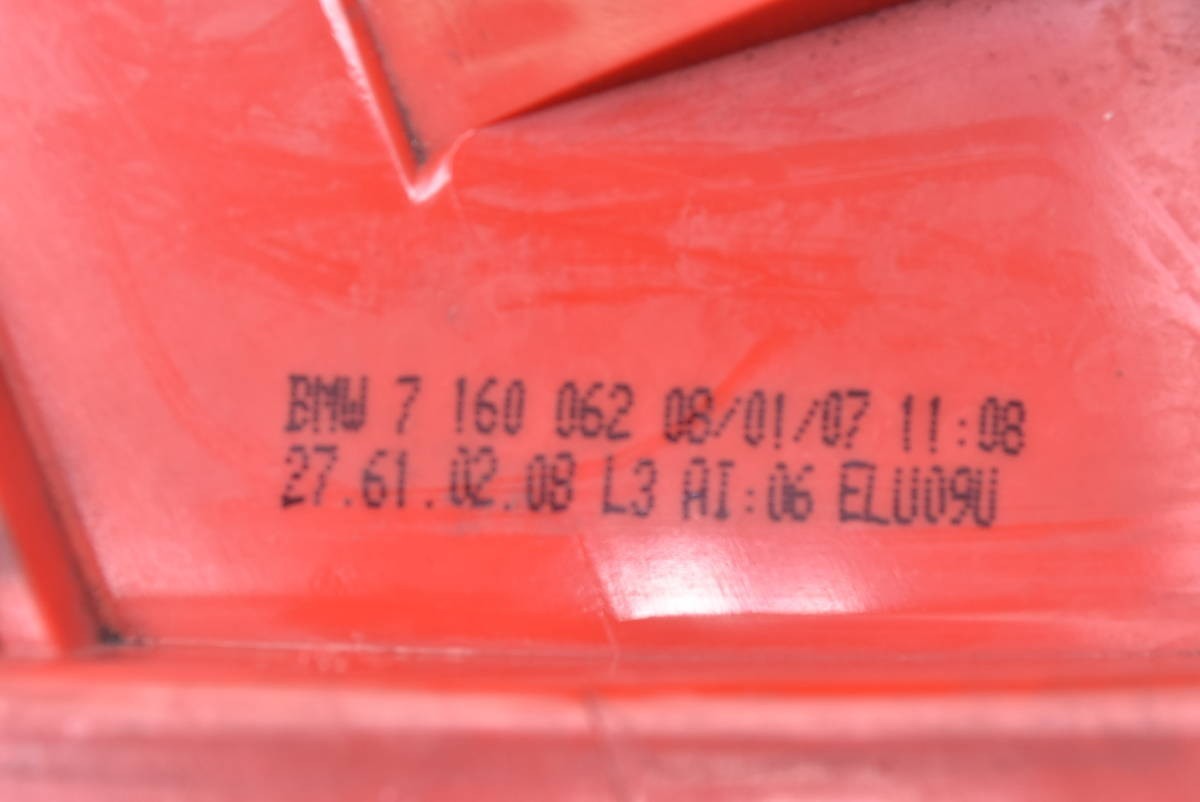 BMW 7 160 062 08/01/07 11:08
27.61.02.08 L3 AI:06 ELU09U